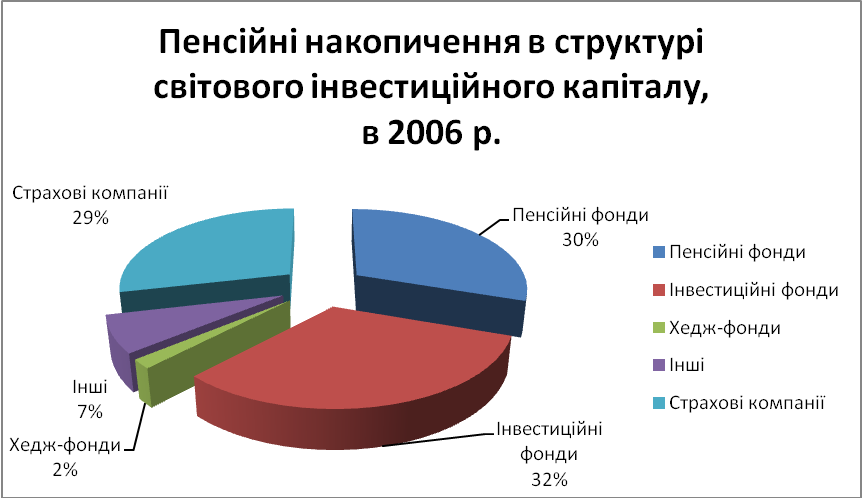 Пенсійні накопичення в структурі
світового інвестиційного капіталу,
в 2006 р.
Страхові компанії
29%
Пенсійні фонди
30%
Інші
7%
Хедж-фонди
2%
Інвестиційні
фонди
32%
Пенсійні фонди
Інвестиційні фонди
Хедж-фонди
Інші
Страхові компанії